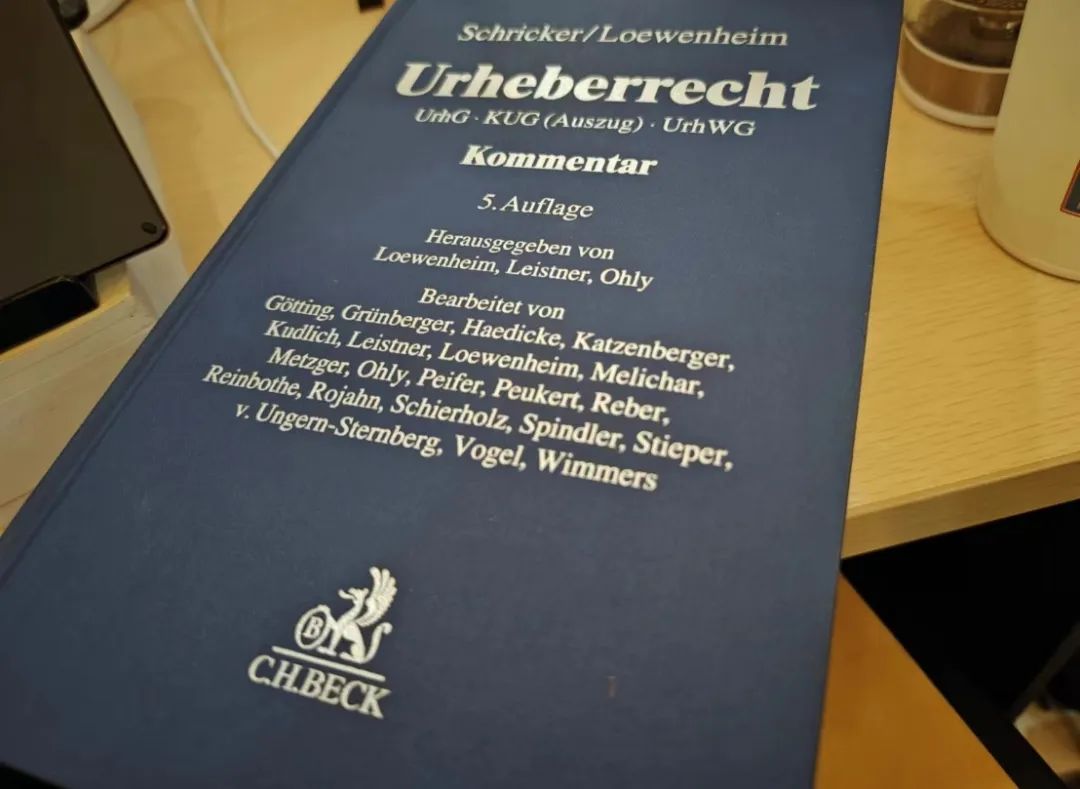 Schricker/Loewenheim
Urheberrecht
UrhG · KUG (Auszug) · UrhWG
Kommentar
5. Auflage
Herausgegeben von
Loewenheim, Leistner, Ohly
Bearbeitet von
Götting, Grünberger, Haedicke, Katzenberger,
Kudlich, Leistner, Loewenheim, Melichar,
Metzger, Ohly, Peifer, Peukert, Reber,
Reinbothe, Rojahn, Schierholz, Spindler, Stieper,
v. Ungern-Sternberg, Vogel, Wimmers
B
C.H.BECK